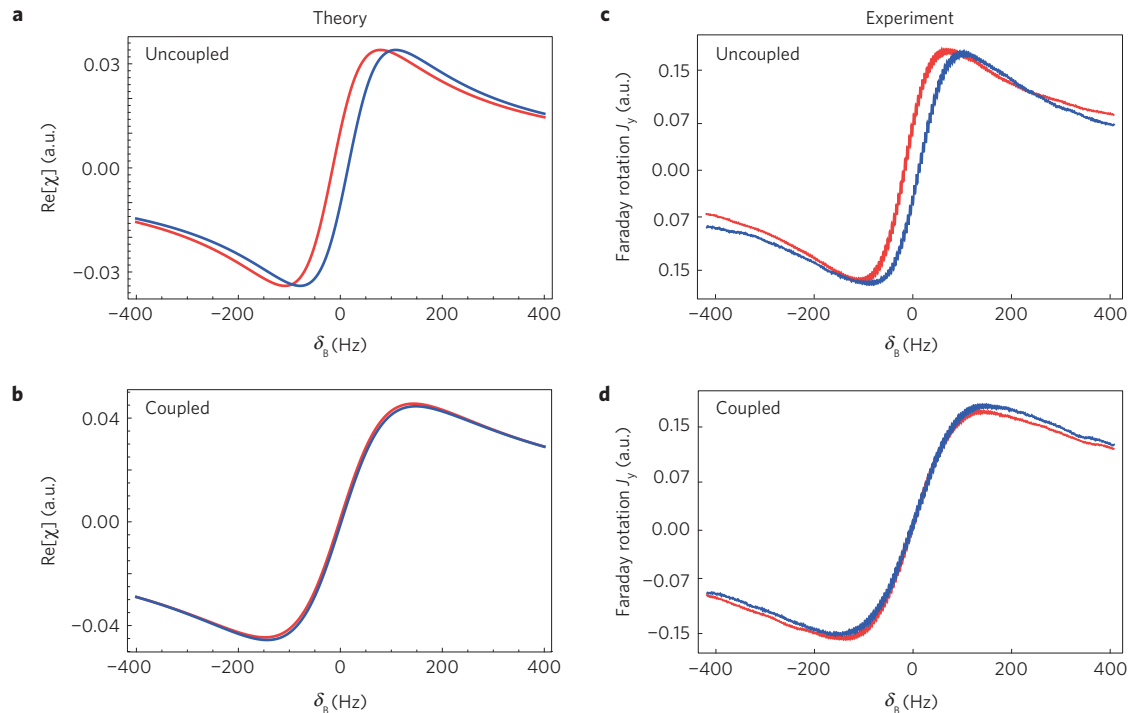 a
Theory
Uncoupled
Re[χ] (a.u.)
0.03
0.00
−0.03
−400
−200
0
200
400
δB (Hz)
c
Experiment
Uncoupled
Faraday rotation Jy (a.u.)
0.15
0.07
0.00
0.07
0.15
−400
−200
0
200
400
δB (Hz)
b
Coupled
Re[χ] (a.u.)
0.04
0.00
−0.04
−400
−200
0
200
400
δB (Hz)
d
Coupled
Faraday rotation Jy (a.u.)
0.15
0.07
0.00
−0.07
−0.15
−400
−200
0
200
400
δB (Hz)